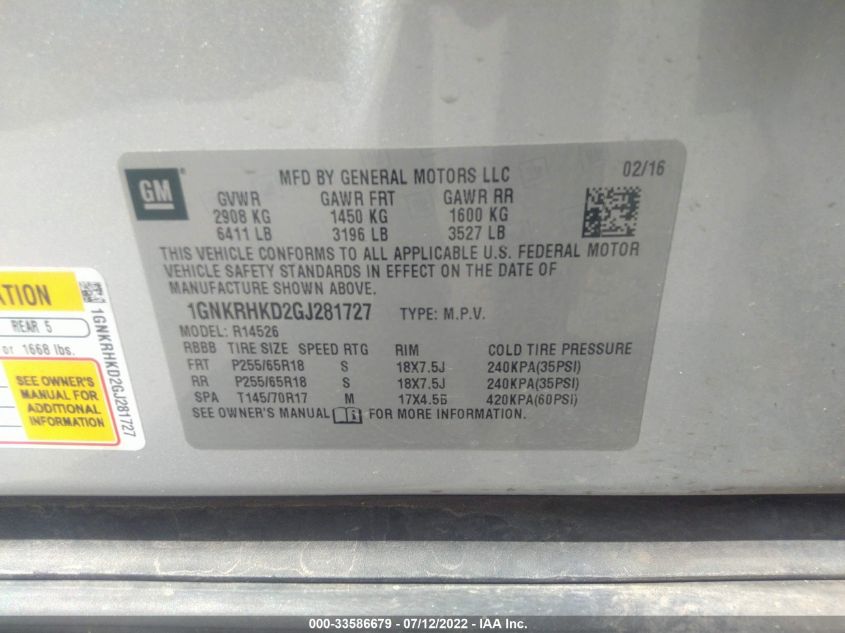 GM
MFD BY GENERAL MOTORS LLC
02/16
GVWR GAWR FRT GAWR RR
2908 KG 1450 KG 1600 KG
6411 LB 3196 LB 3527 LB
THIS VEHICLE CONFORMS TO ALL APPLICABLE U.S. FEDERAL MOTOR
VEHICLE SAFETY STANDARDS IN EFFECT ON THE DATE OF
MANUFACTURE SHOWN ABOVE.
1GNKRHKD2GJ281727 TYPE: M.P.V.
MODEL: R14526
RBBB TIRE SIZE SPEED RTG RIM COLD TIRE PRESSURE
FRT P255/65R18 S 18X7.5J 240KPA(35PSI)
RR P255/65R18 S 18X7.5J 240KPA(35PSI)
SPA T145/70R17 M 17X4.5B 420KPA(60PSI)
SEE OWNER'S MANUAL FOR MORE INFORMATION.
REAR 5
or 1668 lbs.
SEE OWNER'S
MANUAL FOR
ADDITIONAL
INFORMATION
1GNKRHKD2GJ281727
000-33586679 - 07/12/2022 - IAA Inc.